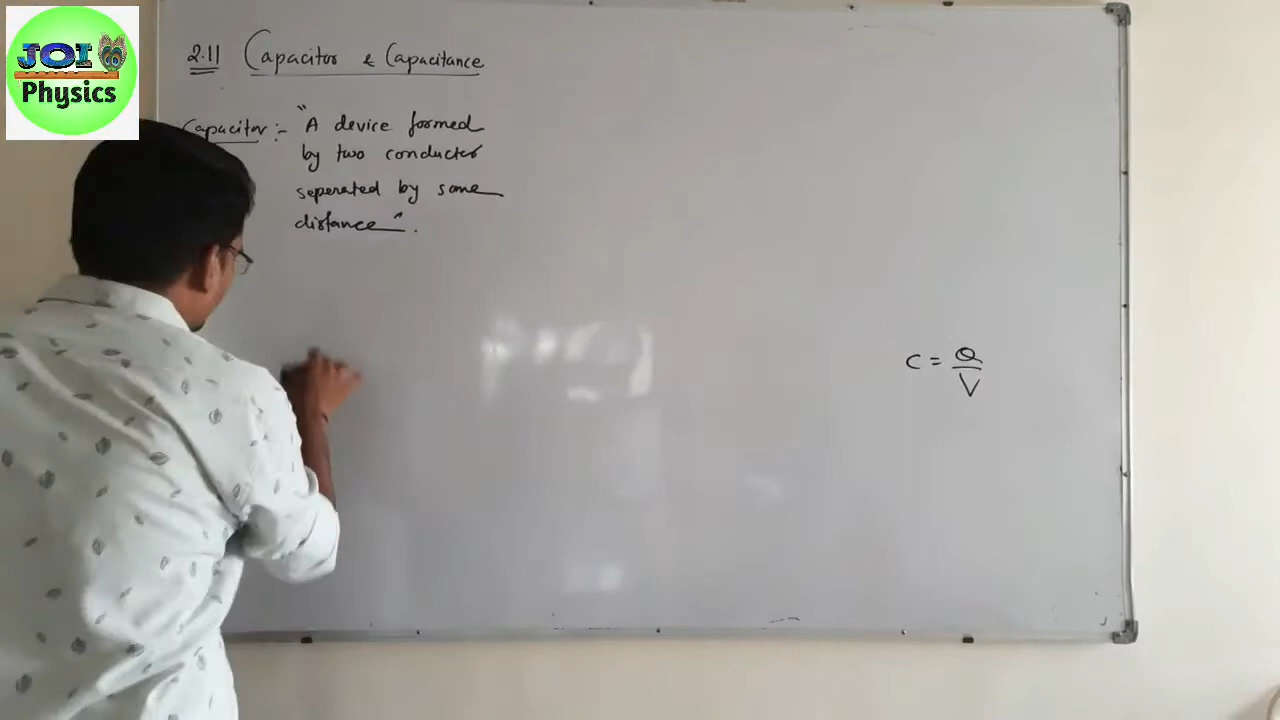 JOI
Physics
2.11 Capacitor & Capacitance
Capacitor :- "A device formed
by two conductor
seperated by some
distance".
C = Q/V